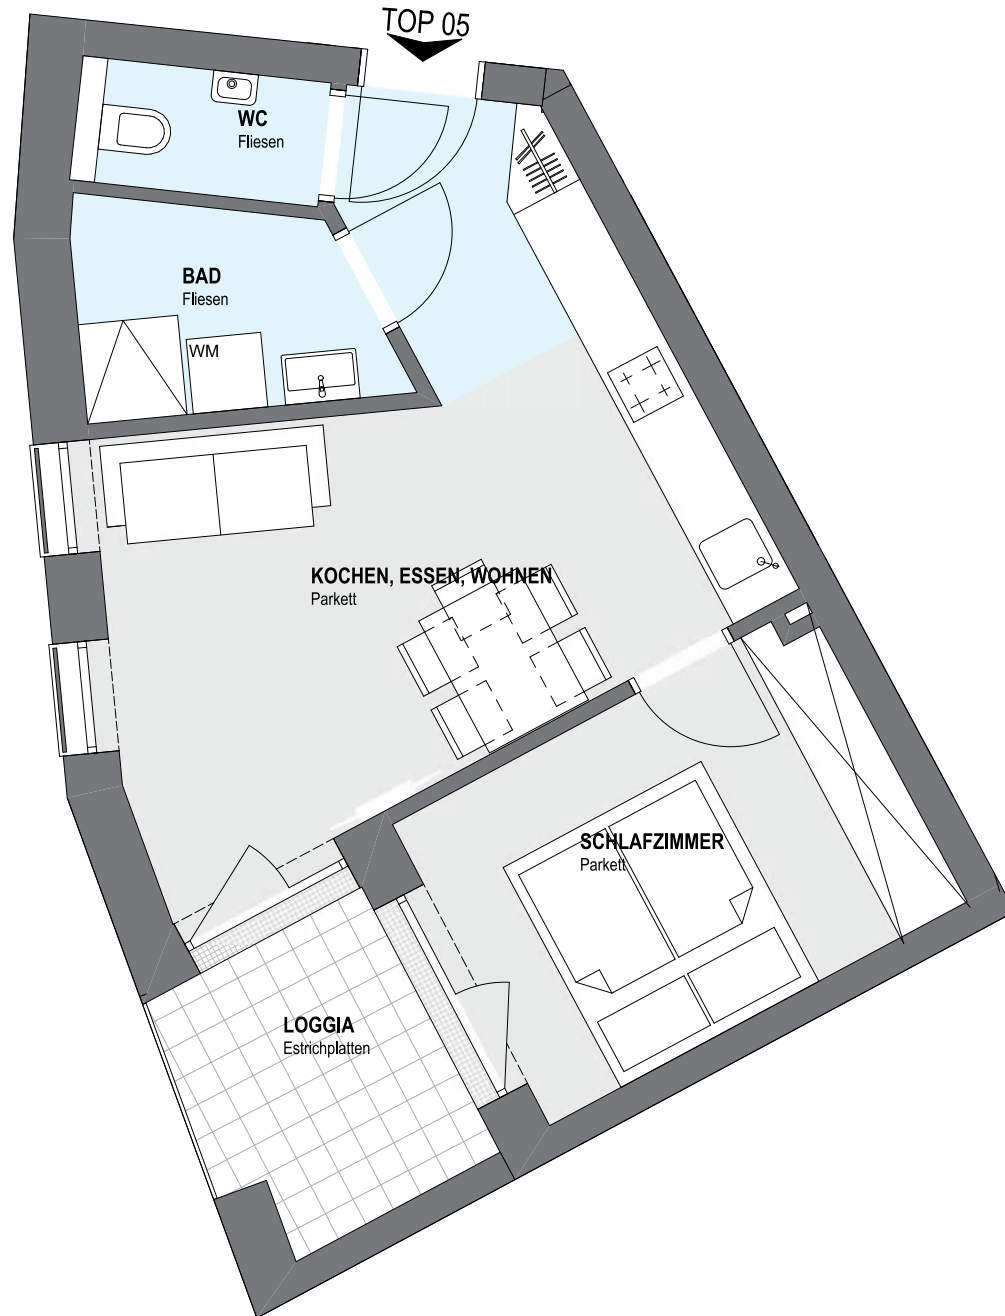 TOP 05
WC
Fliesen
BAD
Fliesen
WM
KOCHEN, ESSEN, WOHNEN
Parkett
SCHLAFZIMMER
Parkett
LOGGIA
Estrichplatten